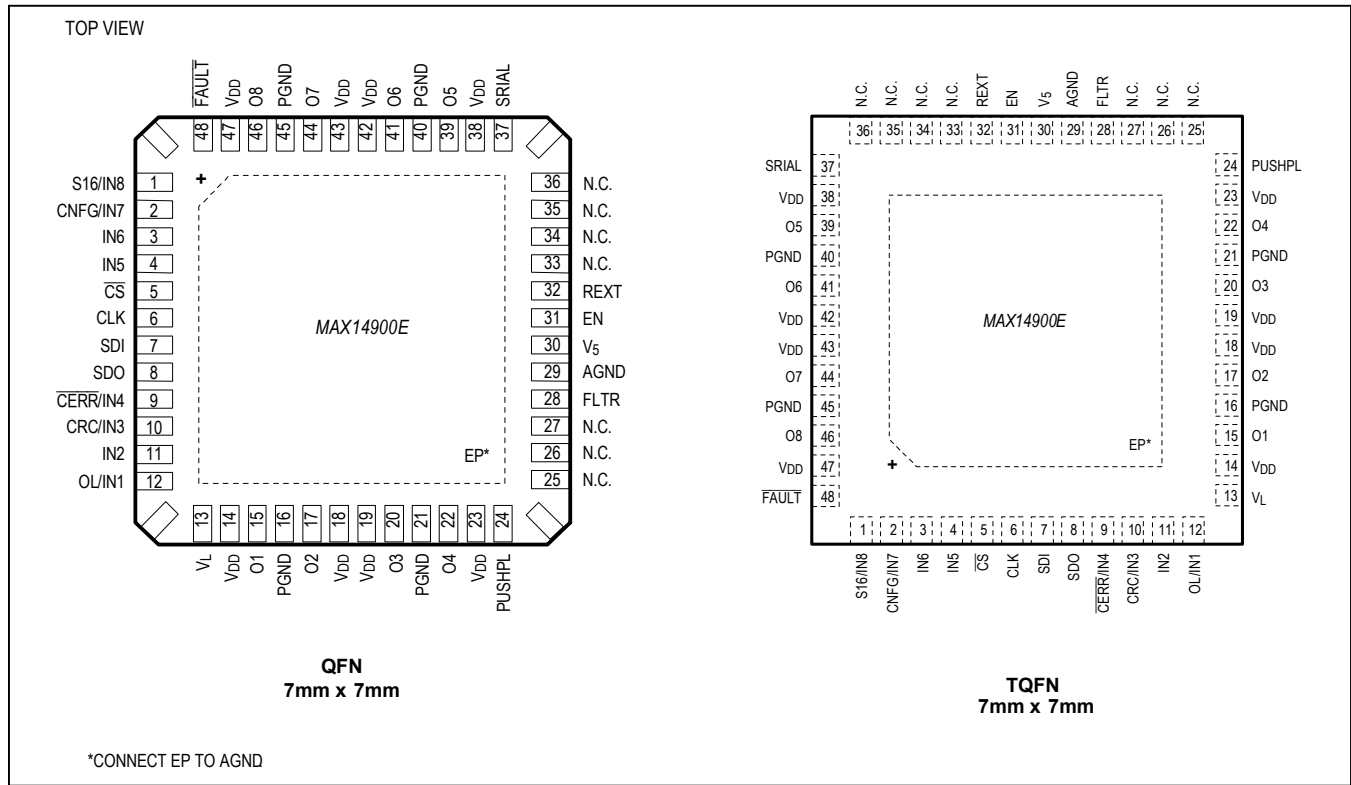 TOP VIEW
FAULT VDD O8 PGND O7 VDD VDD O6 PGND O5 VDD SRIAL
48 47 46 45 44 43 42 41 40 39 38 37
S16/IN8 1
CNFG/IN7 2
IN6 3
IN5 4
CS 5
CLK 6
SDI 7
SDO 8
CERR/IN4 9
CRC/IN3 10
IN2 11
OL/IN1 12
+
MAX14900E
EP*
36 N.C.
35 N.C.
34 N.C.
33 N.C.
32 REXT
31 EN
30 V5
29 AGND
28 FLTR
27 N.C.
26 N.C.
25 N.C.
13 14 15 16 17 18 19 20 21 22 23 24
VL VDD O1 PGND O2 VDD VDD O3 PGND O4 VDD PUSHPL
QFN
7mm x 7mm
N.C. N.C. N.C. N.C. REXT EN V5 AGND FLTR N.C. N.C. N.C.
36 35 34 33 32 31 30 29 28 27 26 25
SRIAL 37
VDD 38
O5 39
PGND 40
O6 41
VDD 42
VDD 43
O7 44
PGND 45
O8 46
VDD 47
FAULT 48
MAX14900E
EP*
+
24 PUSHPL
23 VDD
22 O4
21 PGND
20 O3
19 VDD
18 VDD
17 O2
16 PGND
15 O1
14 VDD
13 VL
1 2 3 4 5 6 7 8 9 10 11 12
S16/IN8 CNFG/IN7 IN6 IN5 CS CLK SDI SDO CERR/IN4 CRC/IN3 IN2 OL/IN1
TQFN
7mm x 7mm
*CONNECT EP TO AGND